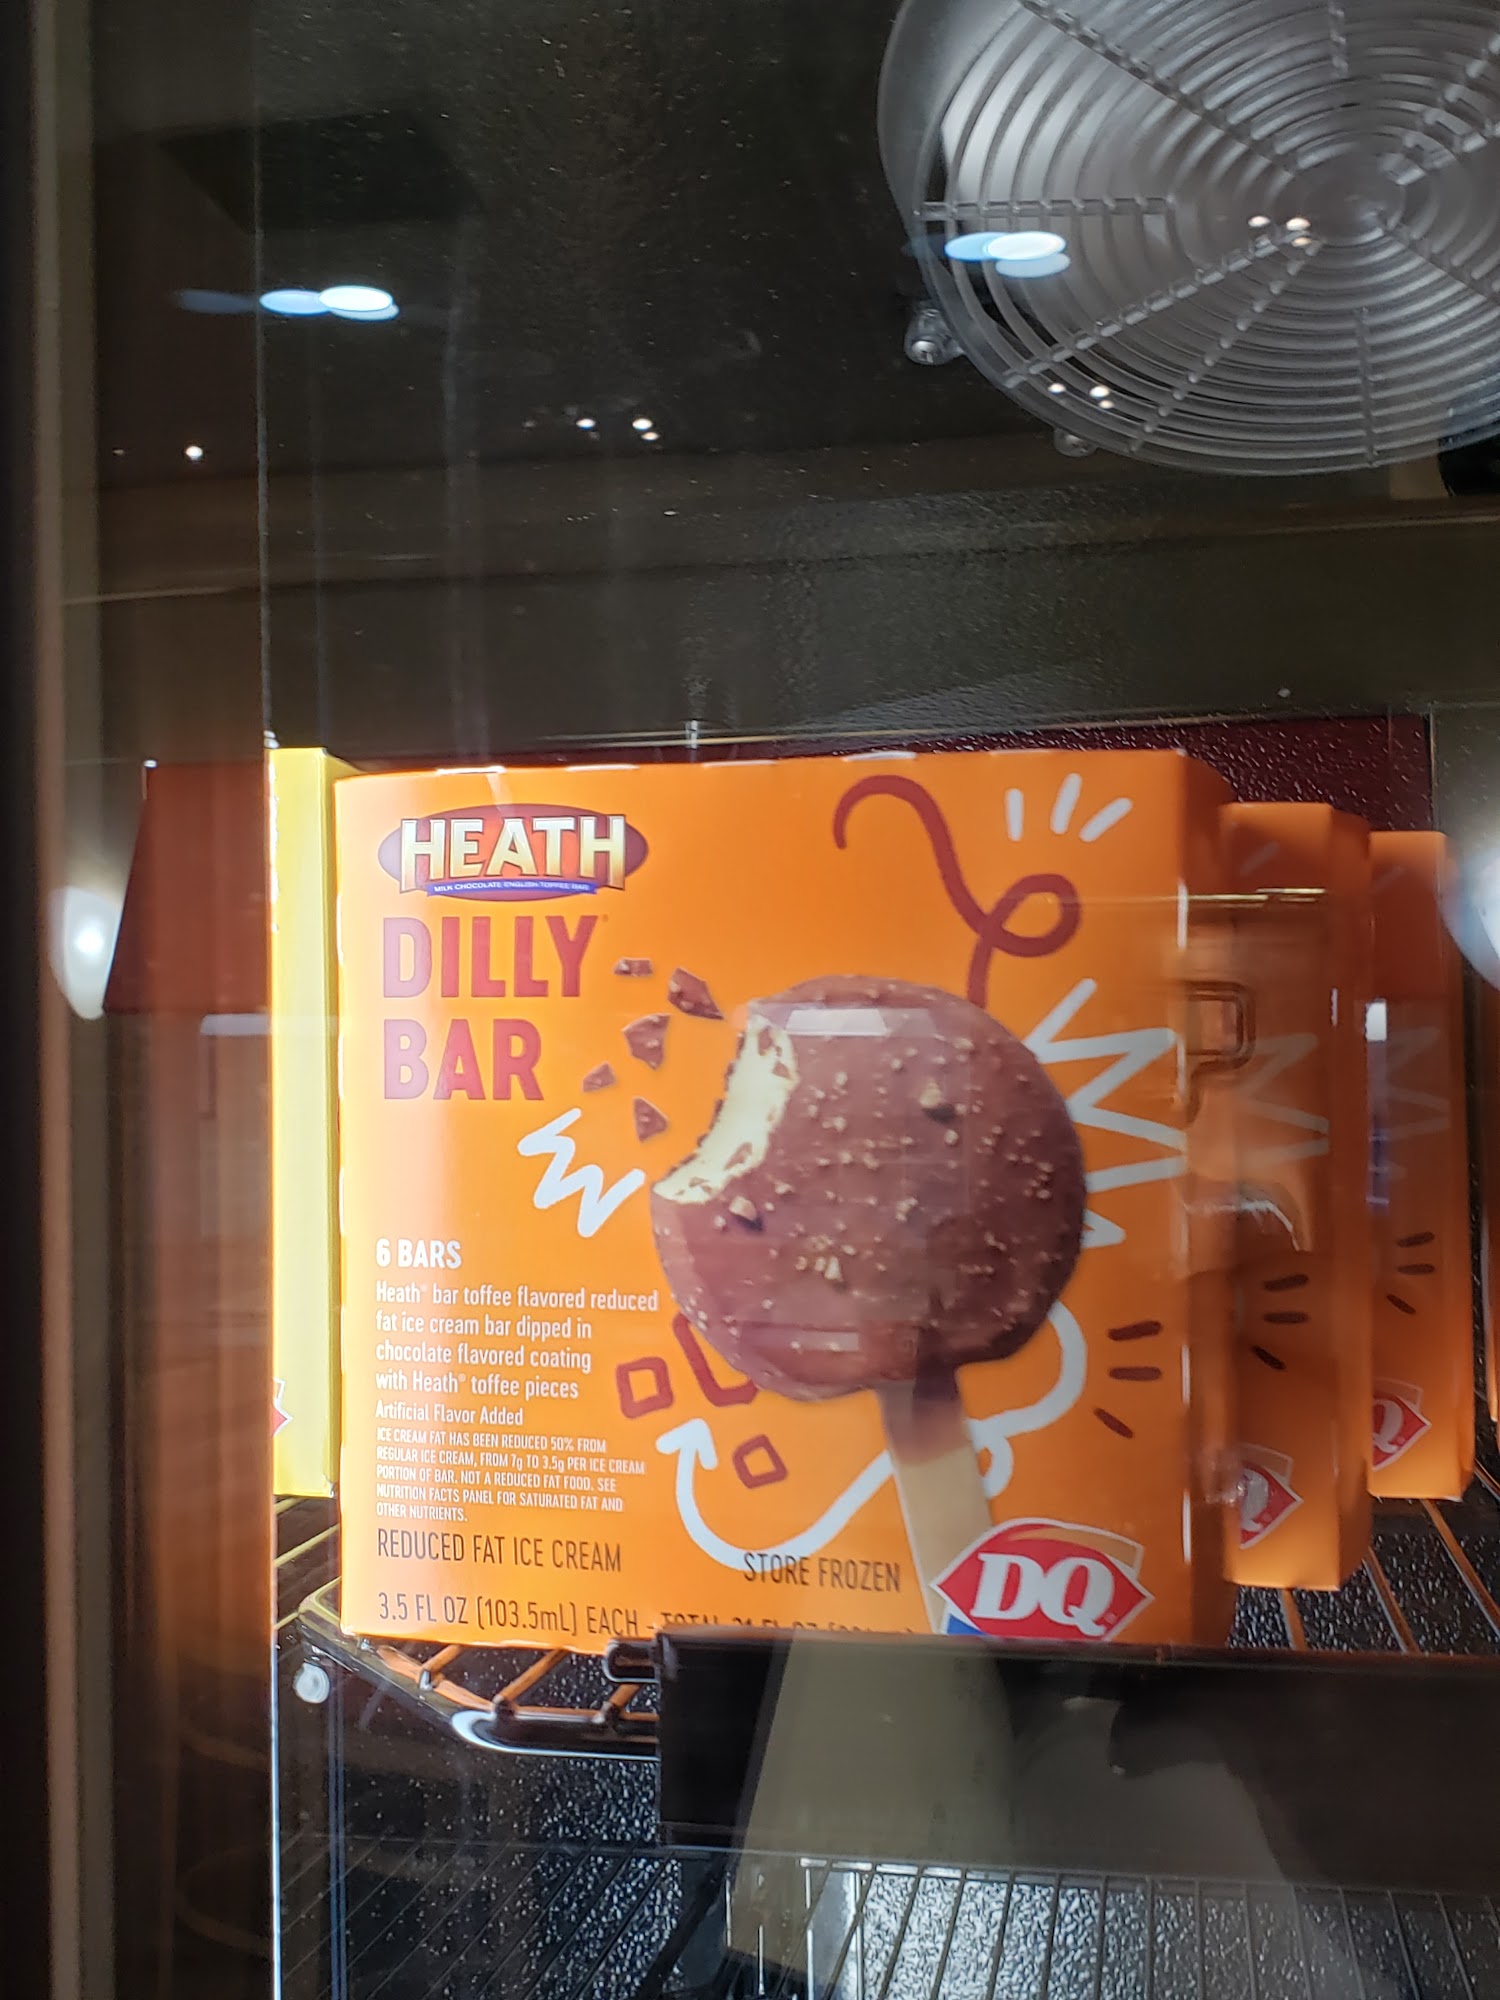 HEATH
MILK CHOCOLATE ENGLISH TOFFEE BAR
DILLY®
BAR
6 BARS
Heath® bar toffee flavored reduced
fat ice cream bar dipped in
chocolate flavored coating
with Heath® toffee pieces
Artificial Flavor Added
ICE CREAM FAT HAS BEEN REDUCED 50% FROM
REGULAR ICE CREAM, FROM 7g TO 3.5g PER ICE CREAM
PORTION OF BAR. NOT A REDUCED FAT FOOD. SEE
NUTRITION FACTS PANEL FOR SATURATED FAT AND
OTHER NUTRIENTS.
REDUCED FAT ICE CREAM
STORE FROZEN
DQ®
3.5 FL OZ (103.5mL) EACH - TOTAL 21 FL OZ
Q
Q